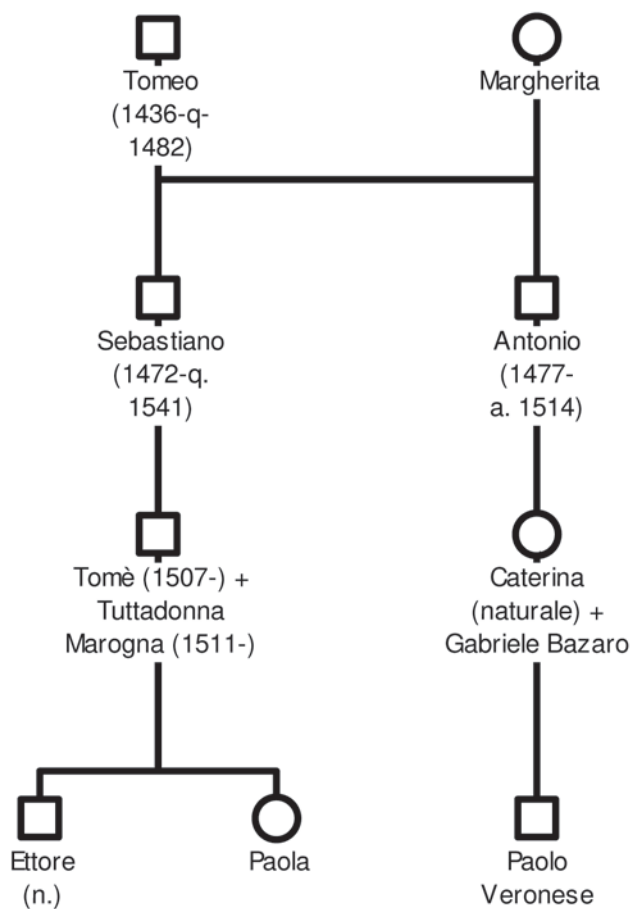 Tomeo
(1436-q-
1482)
Margherita
Sebastiano
(1472-q.
1541)
Antonio
(1477-
a. 1514)
Tomè (1507-) +
Tuttadonna
Marogna (1511-)
Caterina
(naturale) +
Gabriele Bazaro
Ettore
(n.)
Paola
Paolo
Veronese